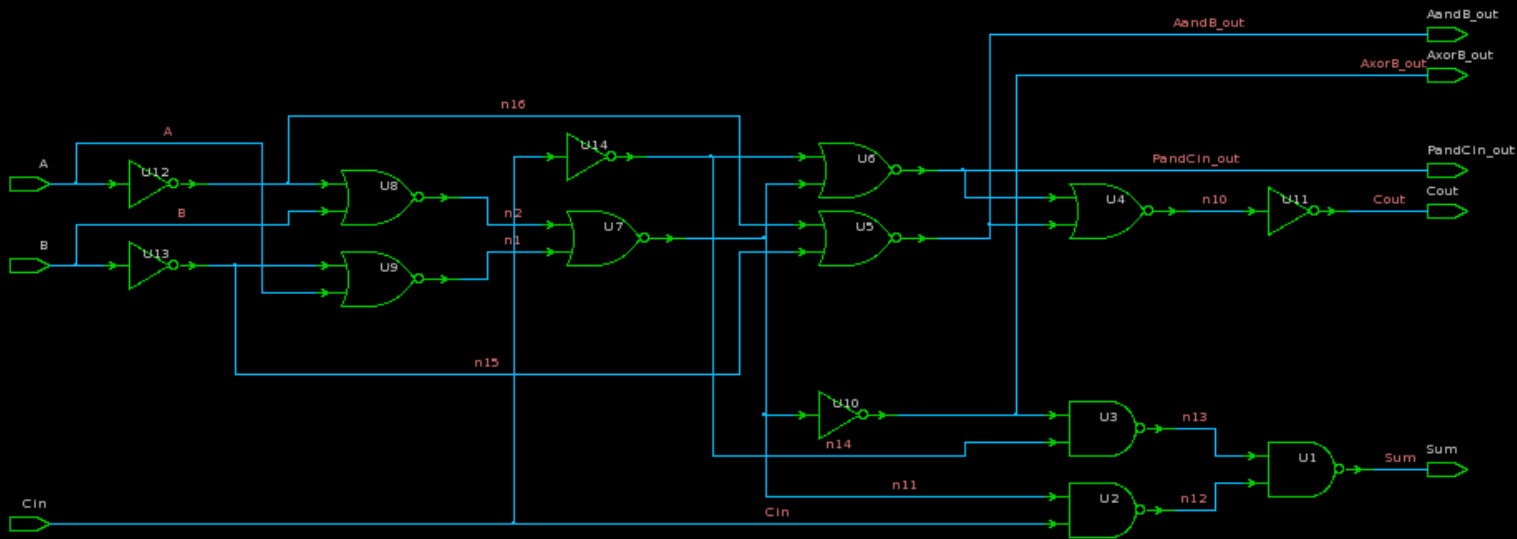 AandB_out
AandB_out
AxorB_out
AxorB_out
n16
A
U14
PandCin_out
A
U12
U6
PandCin_out
U8
Cout
B
n2
U7
U5
U4
n10
U11
Cout
B
U13
n1
U9
n15
U10
n14
U3
n13
U1
Sum
Sum
n11
U2
n12
Cin
Cin